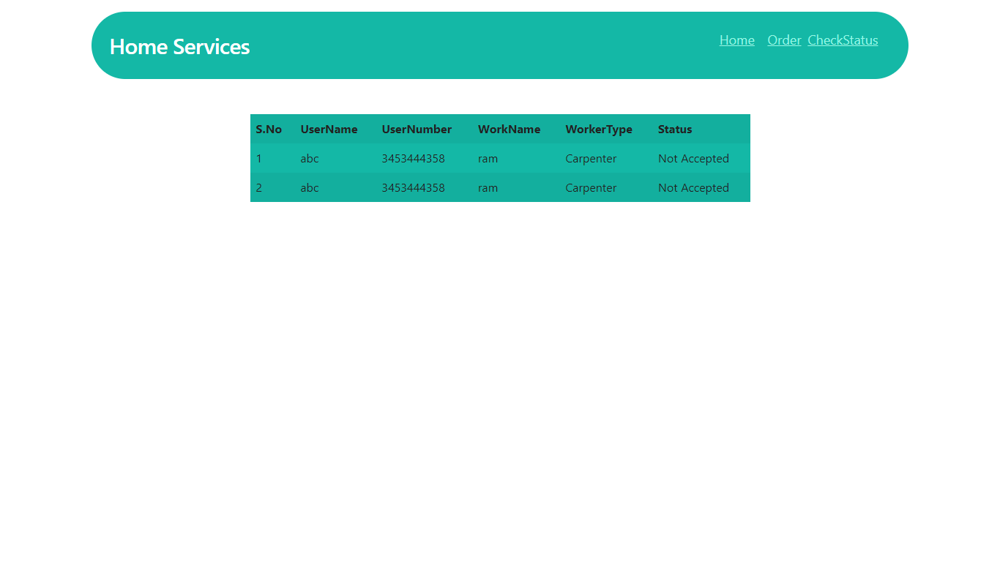 Home Services
Home Order CheckStatus
S.No UserName UserNumber WorkName WorkerType Status
1 abc 3453444358 ram Carpenter Not Accepted
2 abc 3453444358 ram Carpenter Not Accepted